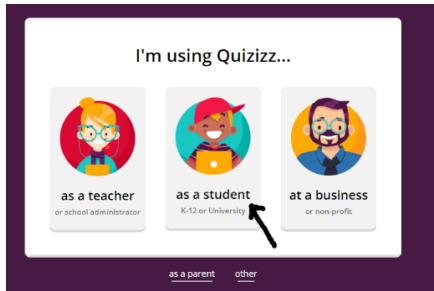 I'm using Quizizz...
as a teacher
or school administrator
as a student
K-12 or University
at a business
or non-profit
as a parent
other